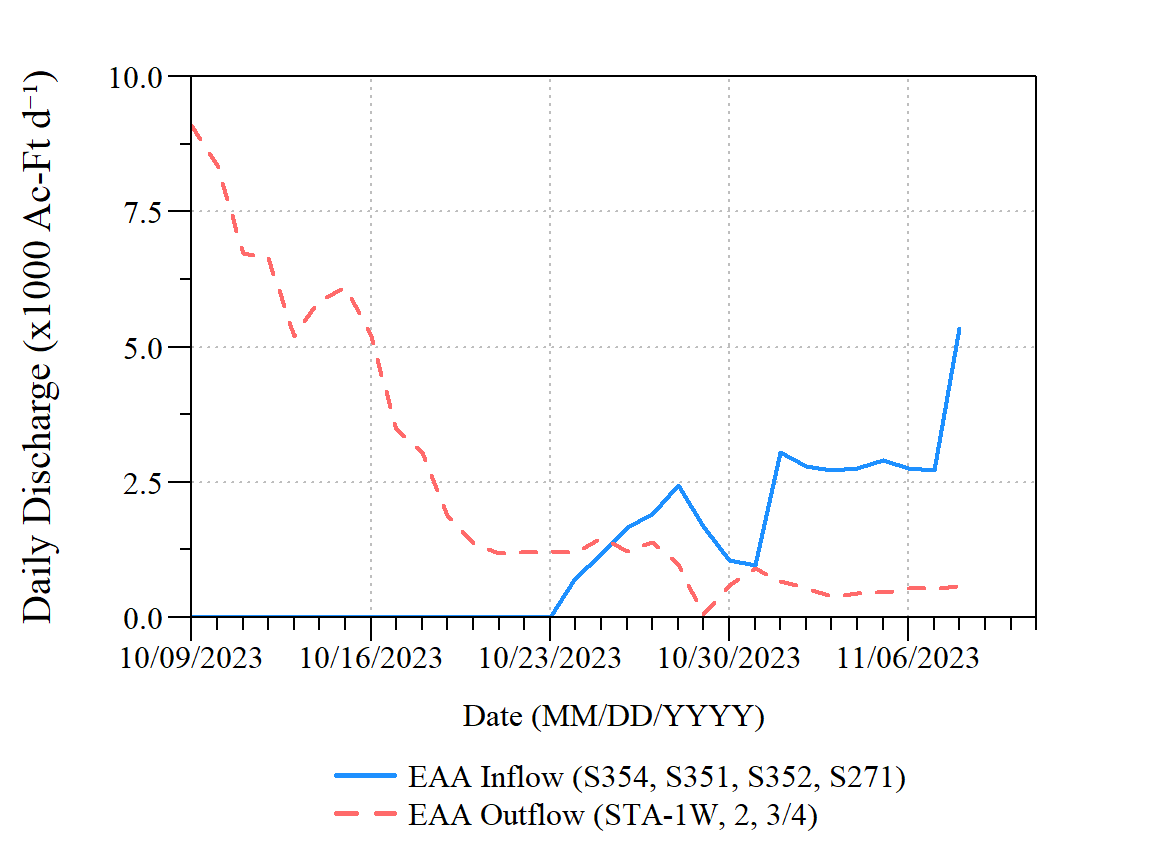 Daily Discharge (x1000 Ac-Ft d⁻¹)
10.0
7.5
5.0
2.5
0.0
10/09/2023 10/16/2023 10/23/2023 10/30/2023 11/06/2023
Date (MM/DD/YYYY)
EAA Inflow (S354, S351, S352, S271)
EAA Outflow (STA-1W, 2, 3/4)